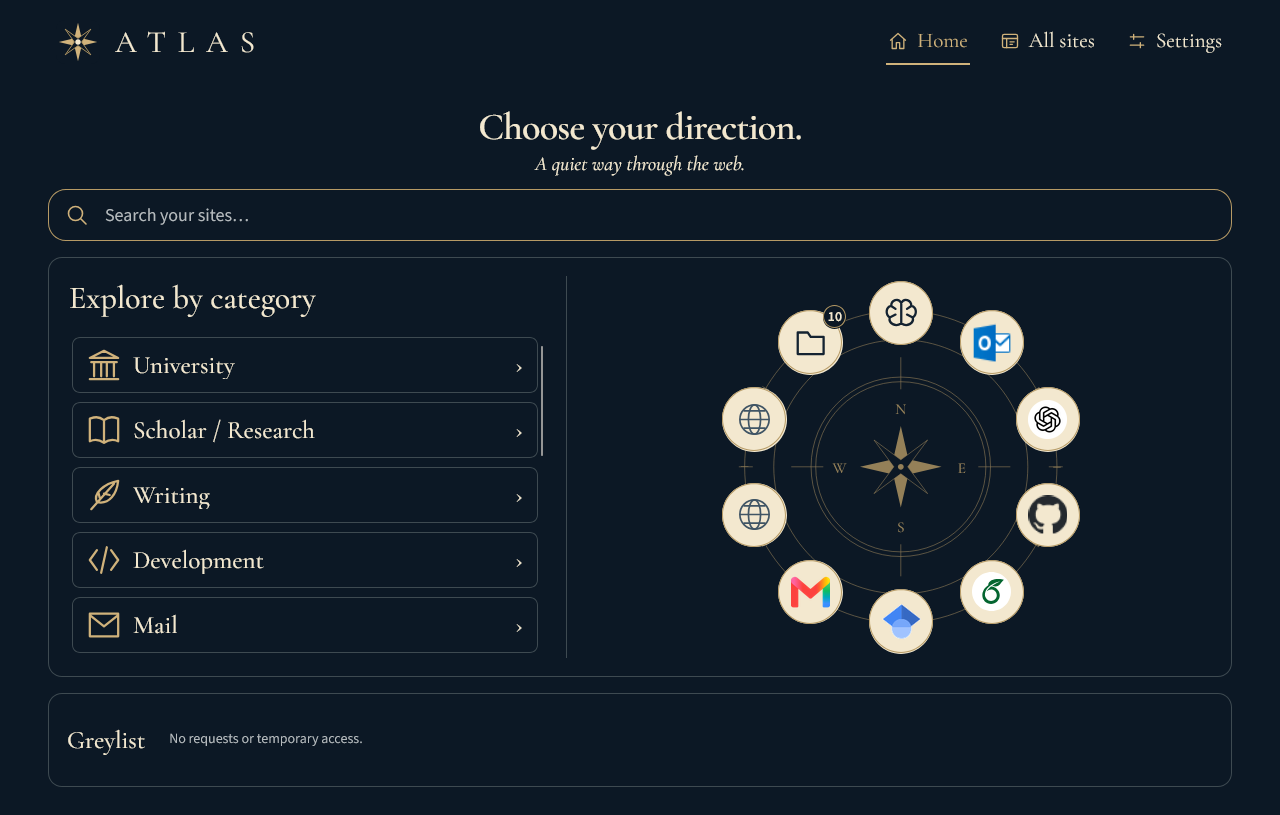 ATLAS
Home
All sites
Settings
Choose your direction.
A quiet way through the web.
Search your sites…
Explore by category
University
Scholar / Research
Writing
Development
Mail
10
N
W
E
S
Greylist
No requests or temporary access.